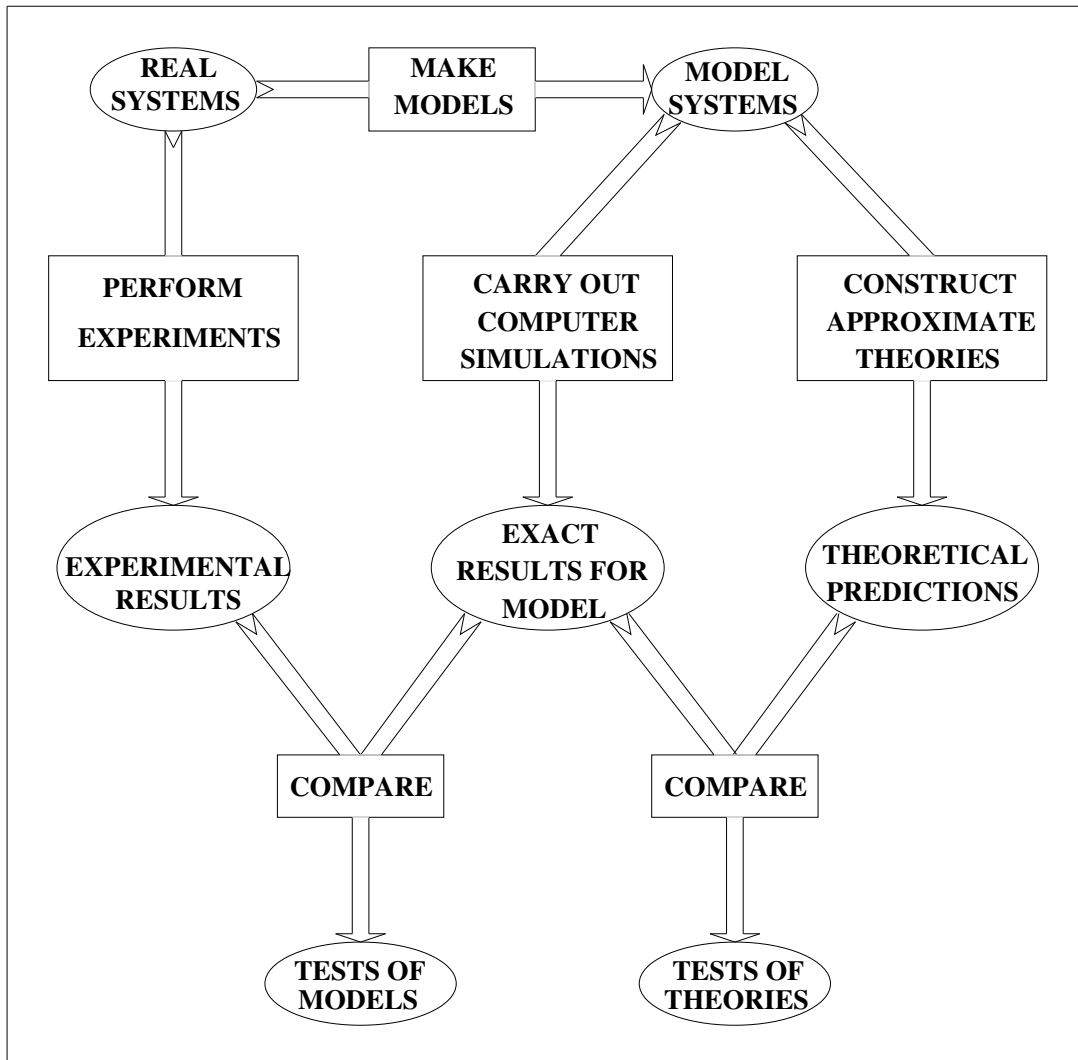 REAL
SYSTEMS
MAKE
MODELS
MODEL
SYSTEMS
PERFORM
EXPERIMENTS
CARRY OUT
COMPUTER
SIMULATIONS
CONSTRUCT
APPROXIMATE
THEORIES
EXPERIMENTAL
RESULTS
EXACT
RESULTS FOR
MODEL
THEORETICAL
PREDICTIONS
COMPARE
COMPARE
TESTS OF
MODELS
TESTS OF
THEORIES